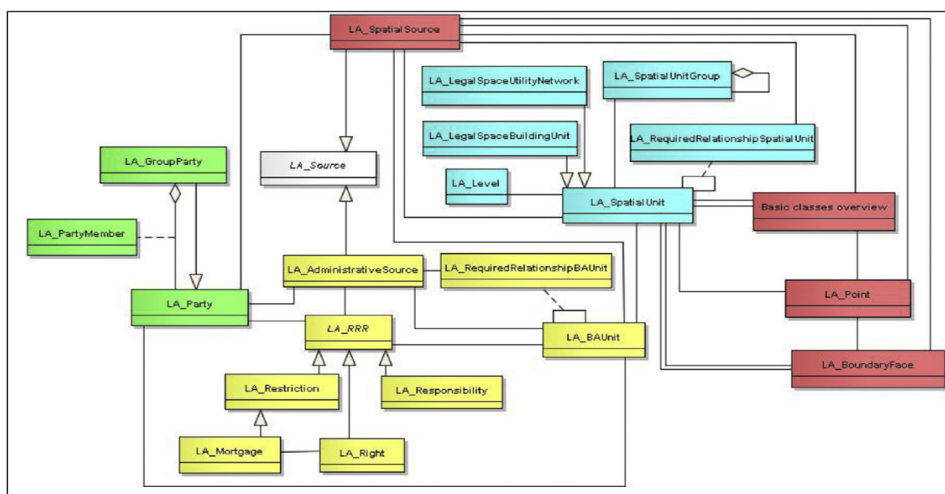 LA_SpatialSource
LA_LegalSpaceUtilityNetwork
LA_SpatialUnitGroup
LA_LegalSpaceBuildingUnit
LA_RequiredRelationshipSpatialUnit
LA_GroupParty
LA_Source
LA_Level
LA_SpatialUnit
Basic classes overview
LA_PartyMember
LA_AdministrativeSource
LA_RequiredRelationshipBAUnit
LA_Party
LA_Point
LA_RRR
LA_BAUnit
LA_BoundaryFace
LA_Restriction
LA_Responsibility
LA_Mortgage
LA_Right